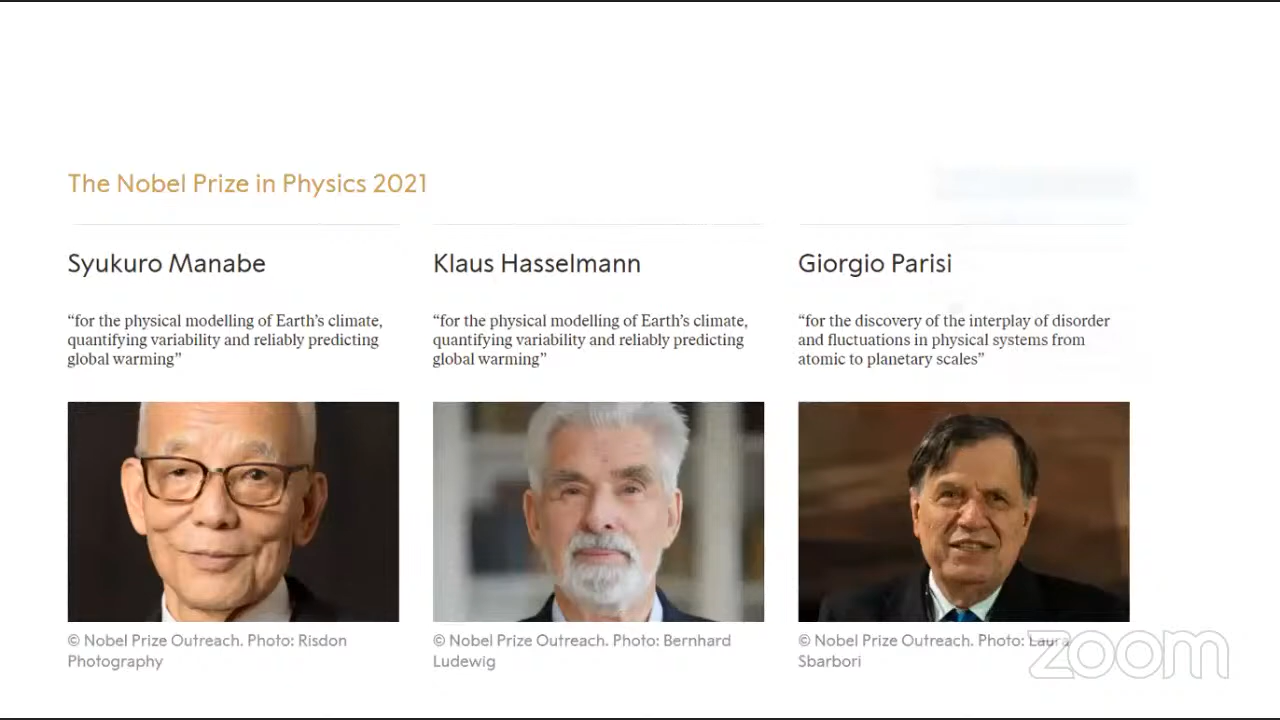 The Nobel Prize in Physics 2021
Syukuro Manabe
“for the physical modelling of Earth’s climate,
quantifying variability and reliably predicting
global warming”
© Nobel Prize Outreach. Photo: Risdon
Photography
Klaus Hasselmann
“for the physical modelling of Earth’s climate,
quantifying variability and reliably predicting
global warming”
© Nobel Prize Outreach. Photo: Bernhard
Ludewig
Giorgio Parisi
“for the discovery of the interplay of disorder
and fluctuations in physical systems from
atomic to planetary scales”
© Nobel Prize Outreach. Photo: Laura
Sbarbori
zoom